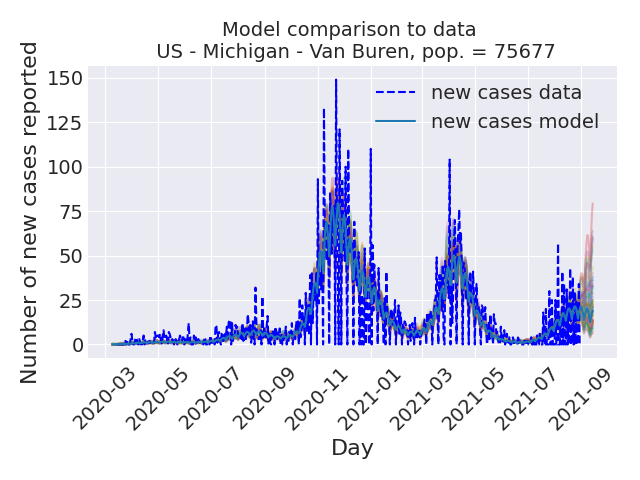 Model comparison to data
US - Michigan - Van Buren, pop. = 75677
Number of new cases reported
150
125
100
75
50
25
0
new cases data
new cases model
2020-03
2020-05
2020-07
2020-09
2020-11
2021-01
2021-03
2021-05
2021-07
2021-09
Day